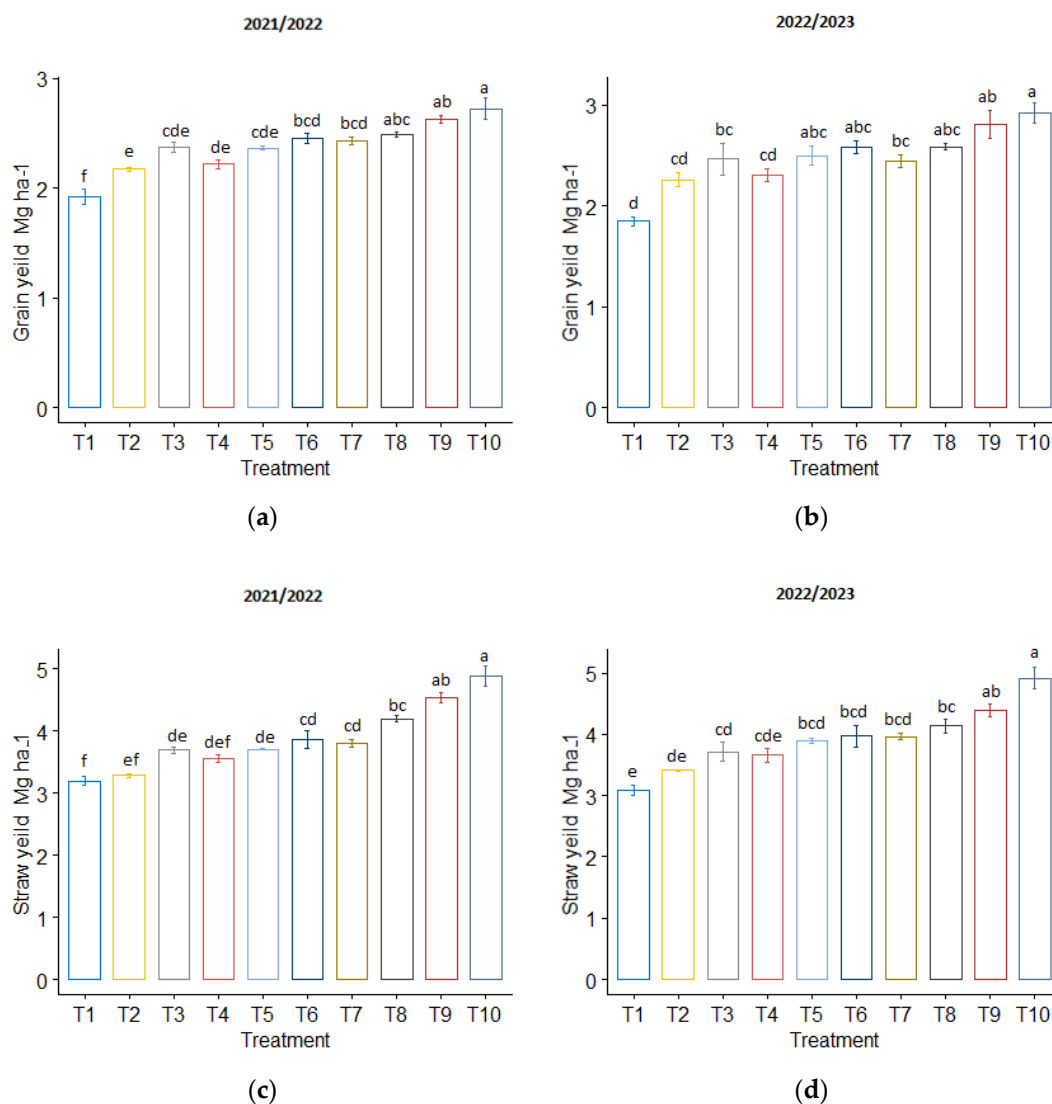 2021/2022
Grain yeild Mg ha-1
3
2
1
0
f
e
cde
de
cde
bcd
bcd
abc
ab
a
T1 T2 T3 T4 T5 T6 T7 T8 T9 T10
Treatment
(a)
2022/2023
Grain yeild Mg ha-1
3
2
1
0
d
cd
bc
cd
abc
abc
bc
abc
ab
a
T1 T2 T3 T4 T5 T6 T7 T8 T9 T10
Treatment
(b)
2021/2022
Straw yeild Mg ha-1
5
4
3
2
1
0
f
ef
de
def
de
cd
cd
bc
ab
a
T1 T2 T3 T4 T5 T6 T7 T8 T9 T10
Treatment
(c)
2022/2023
Straw yeild Mg ha-1
5
4
3
2
1
0
e
de
cd
cde
bcd
bcd
bcd
bc
ab
a
T1 T2 T3 T4 T5 T6 T7 T8 T9 T10
Treatment
(d)